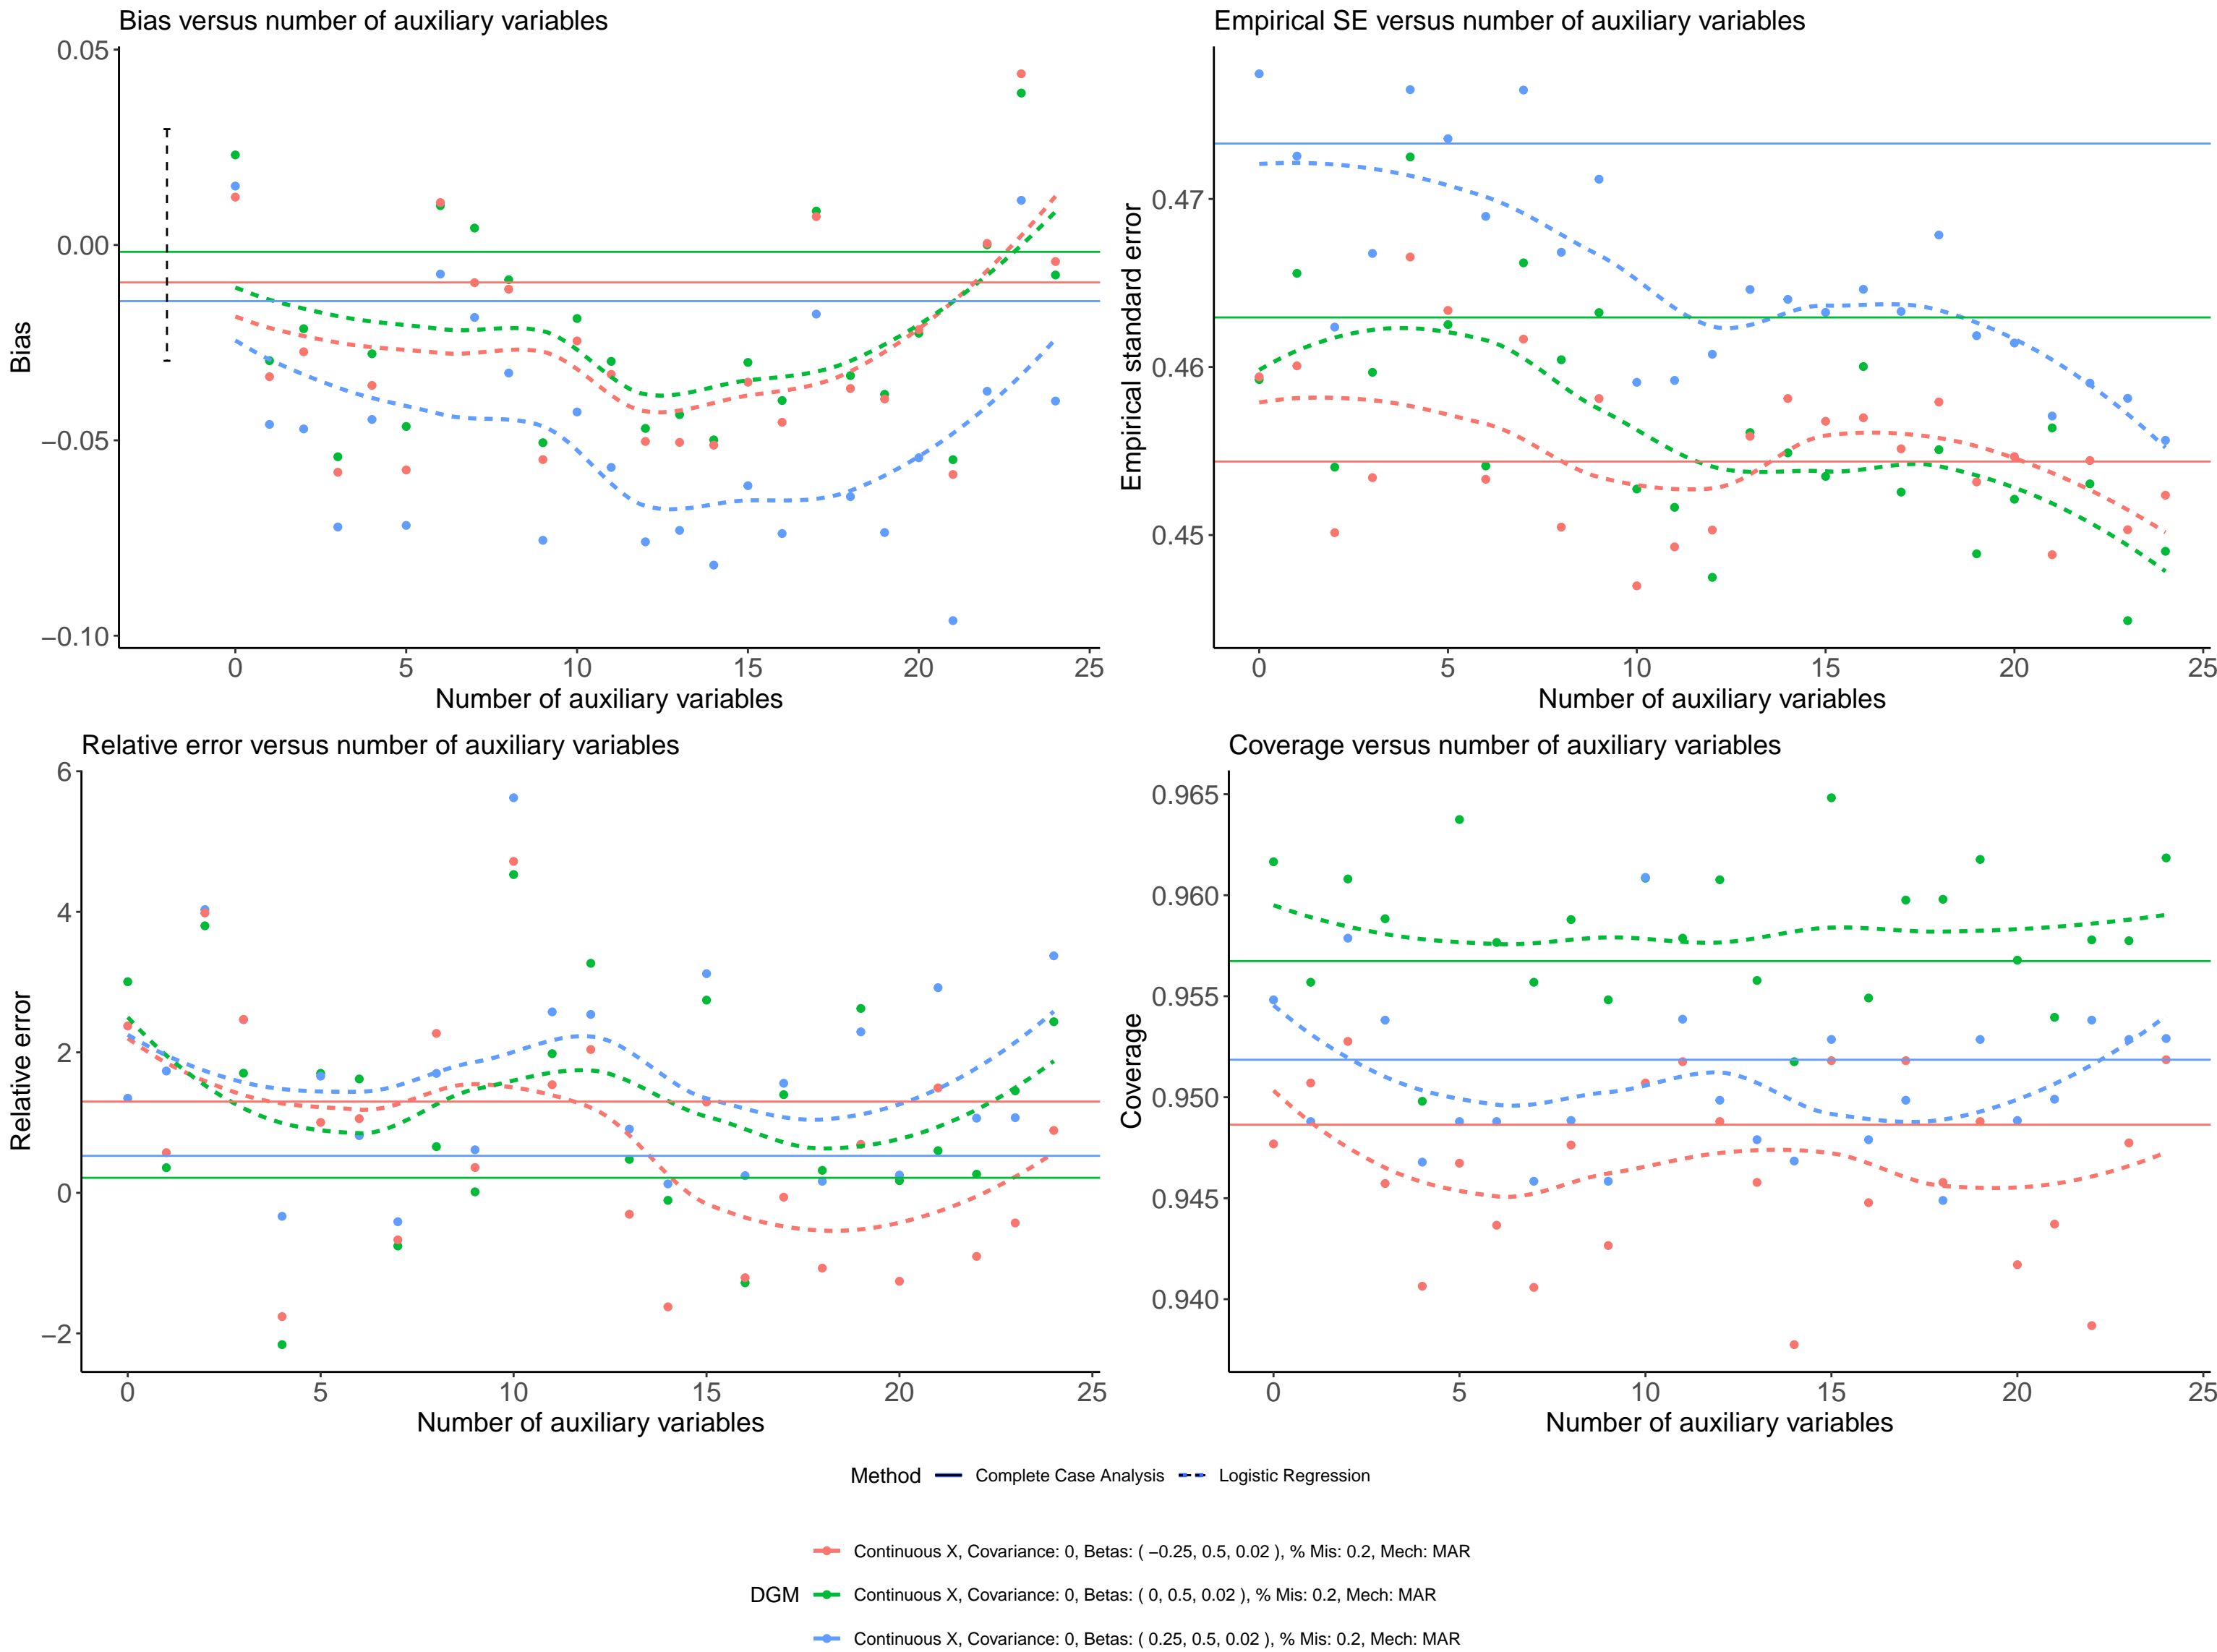 Bias versus number of auxiliary variables
0.05
0.00
−0.05
−0.10
Bias
0 5 10 15 20 25
Number of auxiliary variables
Empirical SE versus number of auxiliary variables
0.47
0.46
0.45
Empirical standard error
0 5 10 15 20 25
Number of auxiliary variables
Relative error versus number of auxiliary variables
6
4
2
0
−2
Relative error
0 5 10 15 20 25
Number of auxiliary variables
Coverage versus number of auxiliary variables
0.965
0.960
0.955
0.950
0.945
0.940
Coverage
0 5 10 15 20 25
Number of auxiliary variables
Method Complete Case Analysis Logistic Regression
Continuous X, Covariance: 0, Betas: ( −0.25, 0.5, 0.02 ), % Mis: 0.2, Mech: MAR
DGM Continuous X, Covariance: 0, Betas: ( 0, 0.5, 0.02 ), % Mis: 0.2, Mech: MAR
Continuous X, Covariance: 0, Betas: ( 0.25, 0.5, 0.02 ), % Mis: 0.2, Mech: MAR